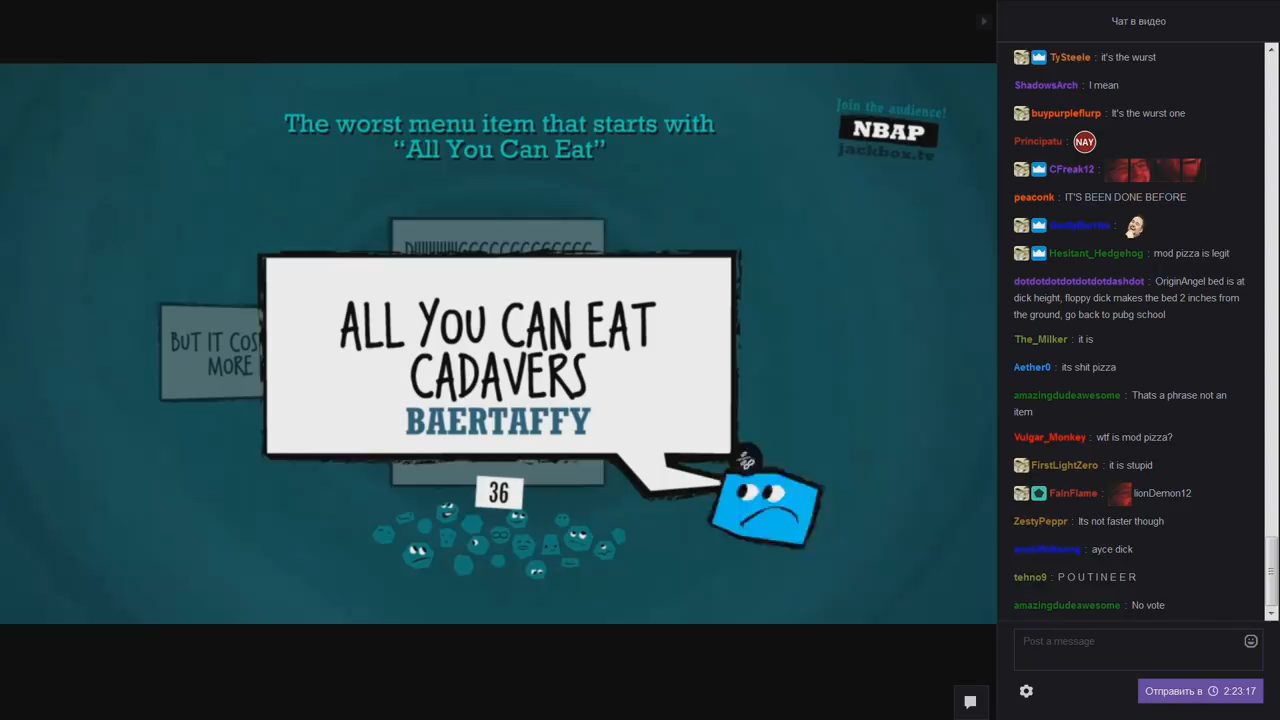 The worst menu item that starts with
“All You Can Eat”
Join the audience!
NBAP
jackbox.tv
BUT IT
MORE
ALL YOU CAN EAT
CADAVERS
BAERTAFFY
36
Чат в видео
TySteele : it's the wurst
ShadowsArch : I mean
buypurpleflurp : It's the wurst one
Principatu :
NAY
CFreak12 :
peaconk : IT'S BEEN DONE BEFORE
Hesitant_Hedgehog : mod pizza is legit
dotdotdotdotdotdotdashdot : OriginAngel bed is at
dick height, floppy dick makes the bed 2 inches from
the ground, go back to pubg school
The_Milker : it is
Aether0 : its shit pizza
amazingdudeawesome : Thats a phrase not an
item
Vulgar_Monkey : wtf is mod pizza?
FirstLightZero : it is stupid
FainFlame : lionDemon12
ZestyPeppr : Its not faster though
: ayce dick
tehno9 : P O U T I N E E R
amazingdudeawesome : No vote
Post a message
Отправить в 2:23:17